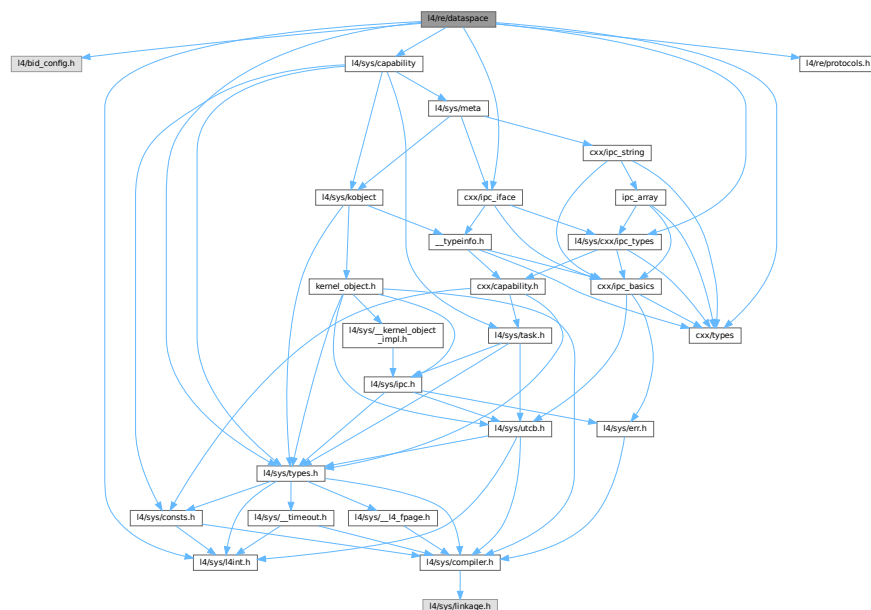 l4/re/dataspace
l4/bid_config.h
l4/sys/capability
l4/re/protocols.h
l4/sys/meta
cxx/ipc_string
l4/sys/kobject
cxx/ipc_iface
ipc_array
__typeinfo.h
l4/sys/cxx/ipc_types
kernel_object.h
cxx/capability.h
cxx/ipc_basics
l4/sys/__kernel_object
_impl.h
l4/sys/task.h
cxx/types
l4/sys/ipc.h
l4/sys/utcb.h
l4/sys/err.h
l4/sys/types.h
l4/sys/consts.h
l4/sys/__timeout.h
l4/sys/__l4_fpage.h
l4/sys/l4int.h
l4/sys/compiler.h
l4/sys/linkage.h